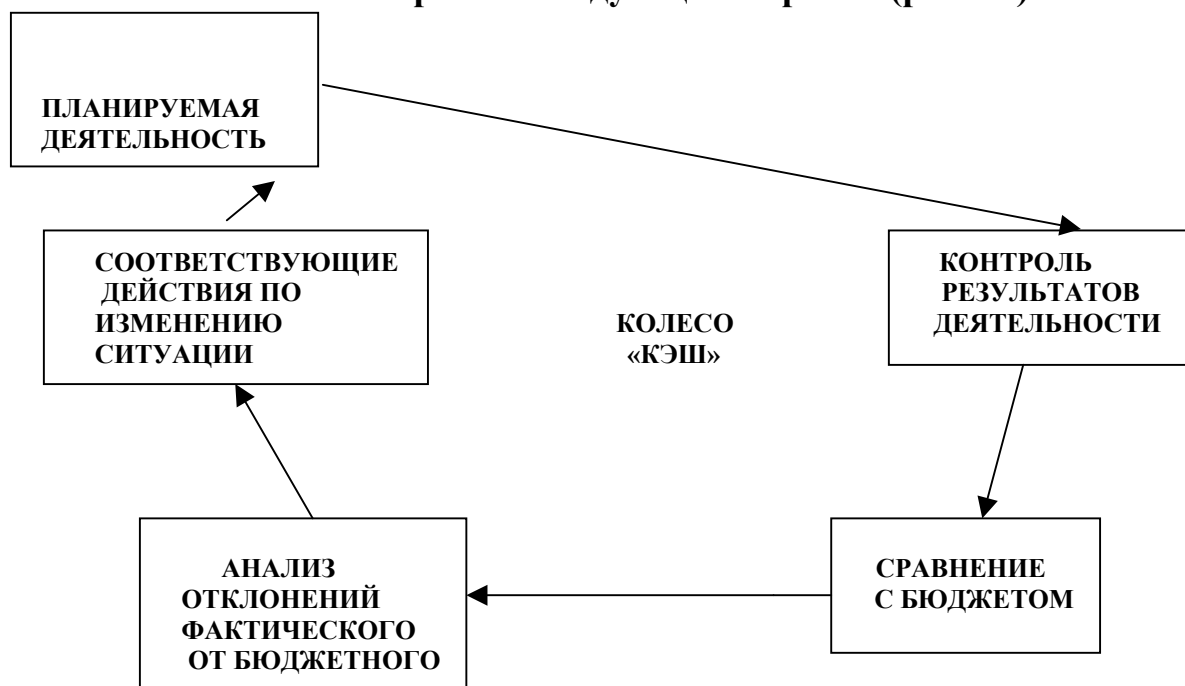 ПЛАНИРУЕМАЯ
ДЕЯТЕЛЬНОСТЬ
СООТВЕТСТВУЮЩИЕ
ДЕЙСТВИЯ ПО
ИЗМЕНЕНИЮ
СИТУАЦИИ
КОЛЕСО
«КЭШ»
КОНТРОЛЬ
РЕЗУЛЬТАТОВ
ДЕЯТЕЛЬНОСТИ
АНАЛИЗ
ОТКЛОНЕНИЙ
ФАКТИЧЕСКОГО
ОТ БЮДЖЕТНОГО
СРАВНЕНИЕ
С БЮДЖЕТОМ